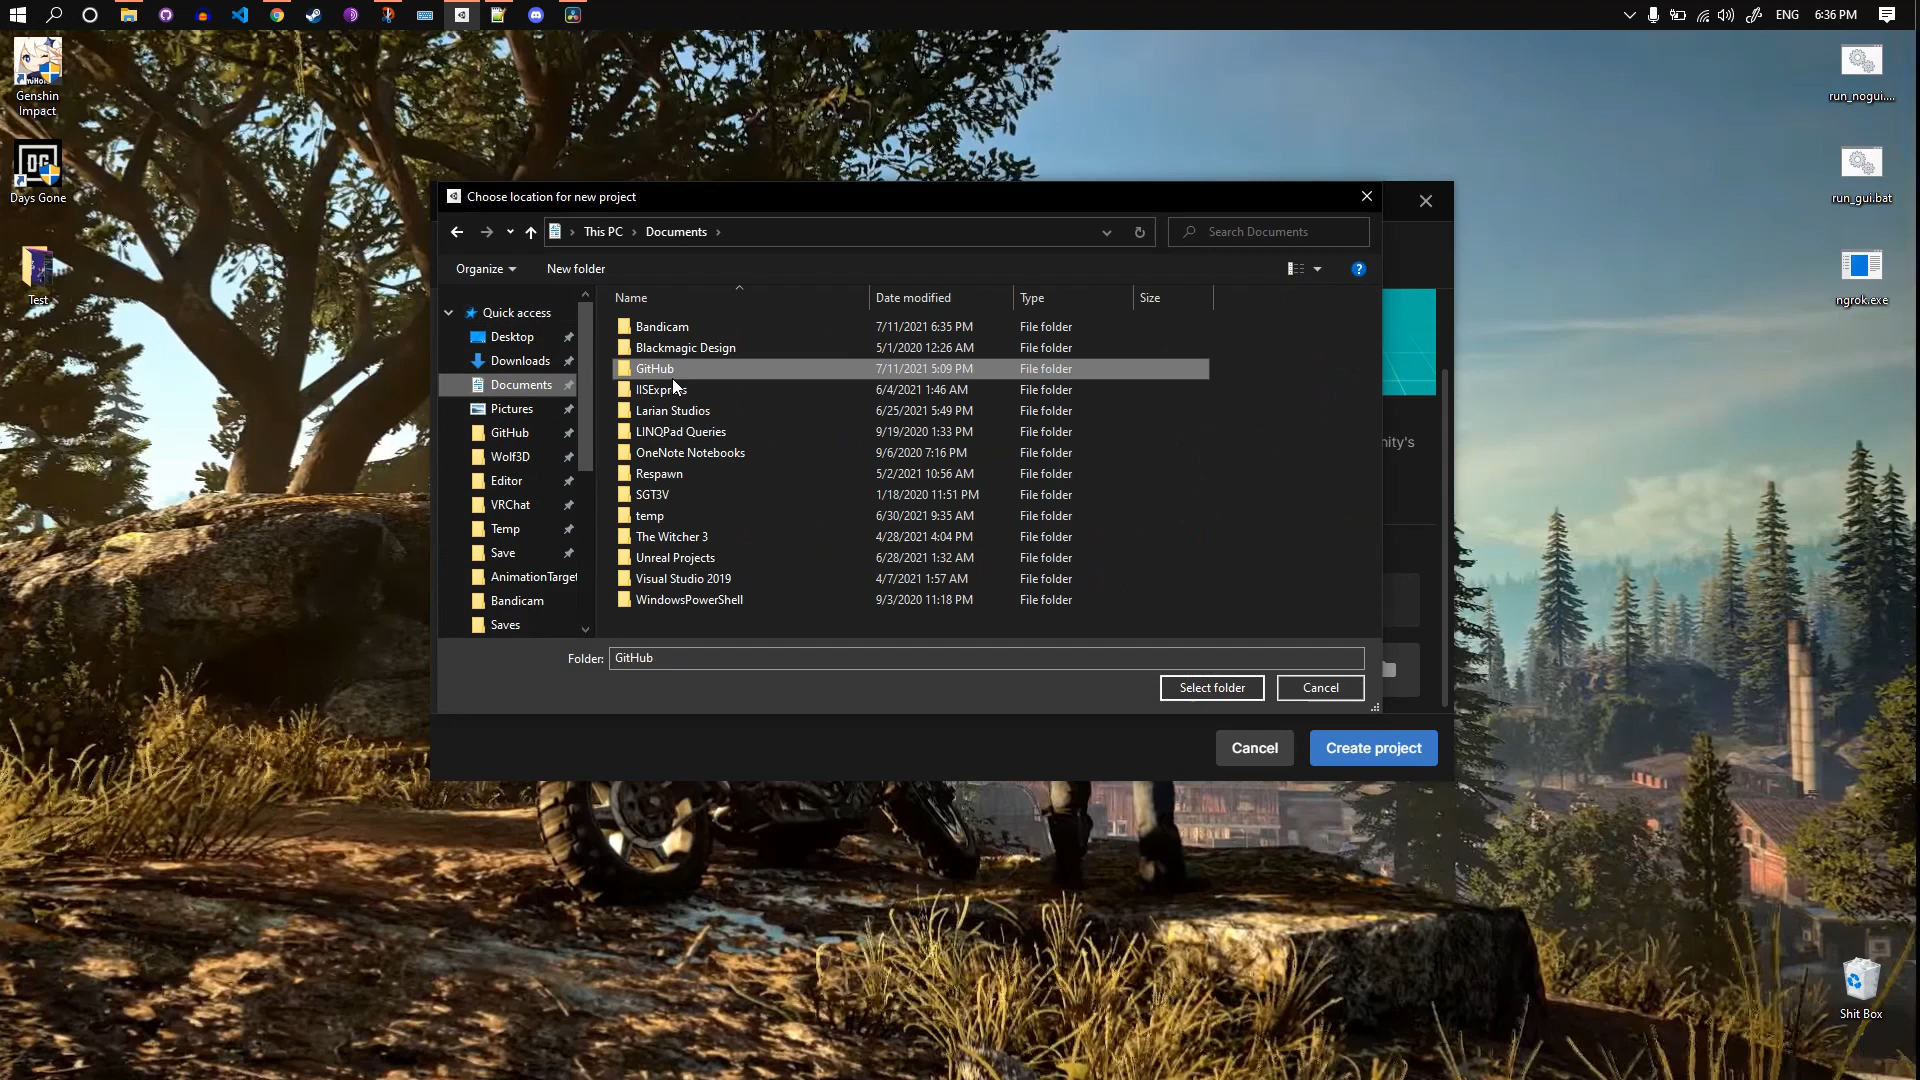 ENG
6:36 PM
Genshin
Impact
Days Gone
Test
run_nogui....
run_gui.bat
ngrok.exe
Shit Box
Choose location for new project
This PC
Documents
Search Documents
Organize
New folder
Name
Date modified
Type
Size
Quick access
Desktop
Downloads
Documents
Pictures
GitHub
Wolf3D
Editor
VRChat
Temp
Save
AnimationTarget
Bandicam
Saves
Bandicam 7/11/2021 6:35 PM File folder
Blackmagic Design 5/1/2020 12:26 AM File folder
GitHub 7/11/2021 5:09 PM File folder
IISExpress 6/4/2021 1:46 AM File folder
Larian Studios 6/25/2021 5:49 PM File folder
LINQPad Queries 9/19/2020 1:33 PM File folder
OneNote Notebooks 9/6/2020 7:16 PM File folder
Respawn 5/2/2021 10:56 AM File folder
SGT3V 1/18/2020 11:51 PM File folder
temp 6/30/2021 9:35 AM File folder
The Witcher 3 4/28/2021 4:04 PM File folder
Unreal Projects 6/28/2021 1:32 AM File folder
Visual Studio 2019 4/7/2021 1:57 AM File folder
WindowsPowerShell 9/3/2020 11:18 PM File folder
nity's
Folder: GitHub
Select folder
Cancel
Cancel
Create project